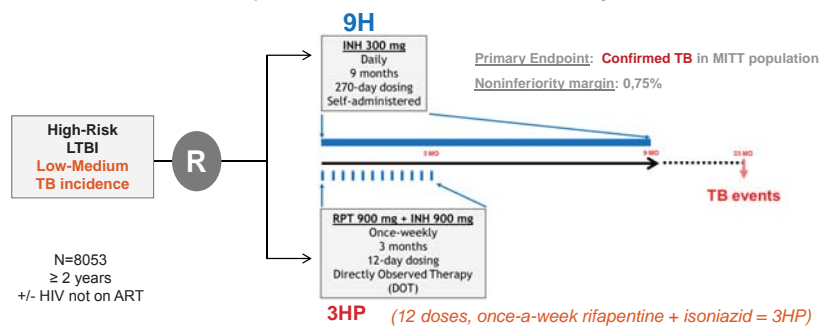 9H
INH 300 mg
Daily
9 months
270-day dosing
Self-administered
Primary Endpoint: Confirmed TB in MITT population
Noninferiority margin: 0,75%
High-Risk
LTBI
Low-Medium
TB incidence
R
3 MO
9 MO
33 MO
TB events
RPT 900 mg + INH 900 mg
Once-weekly
3 months
12-day dosing
Directly Observed Therapy
(DOT)
N=8053
≥ 2 years
+/- HIV not on ART
3HP (12 doses, once-a-week rifapentine + isoniazid = 3HP)